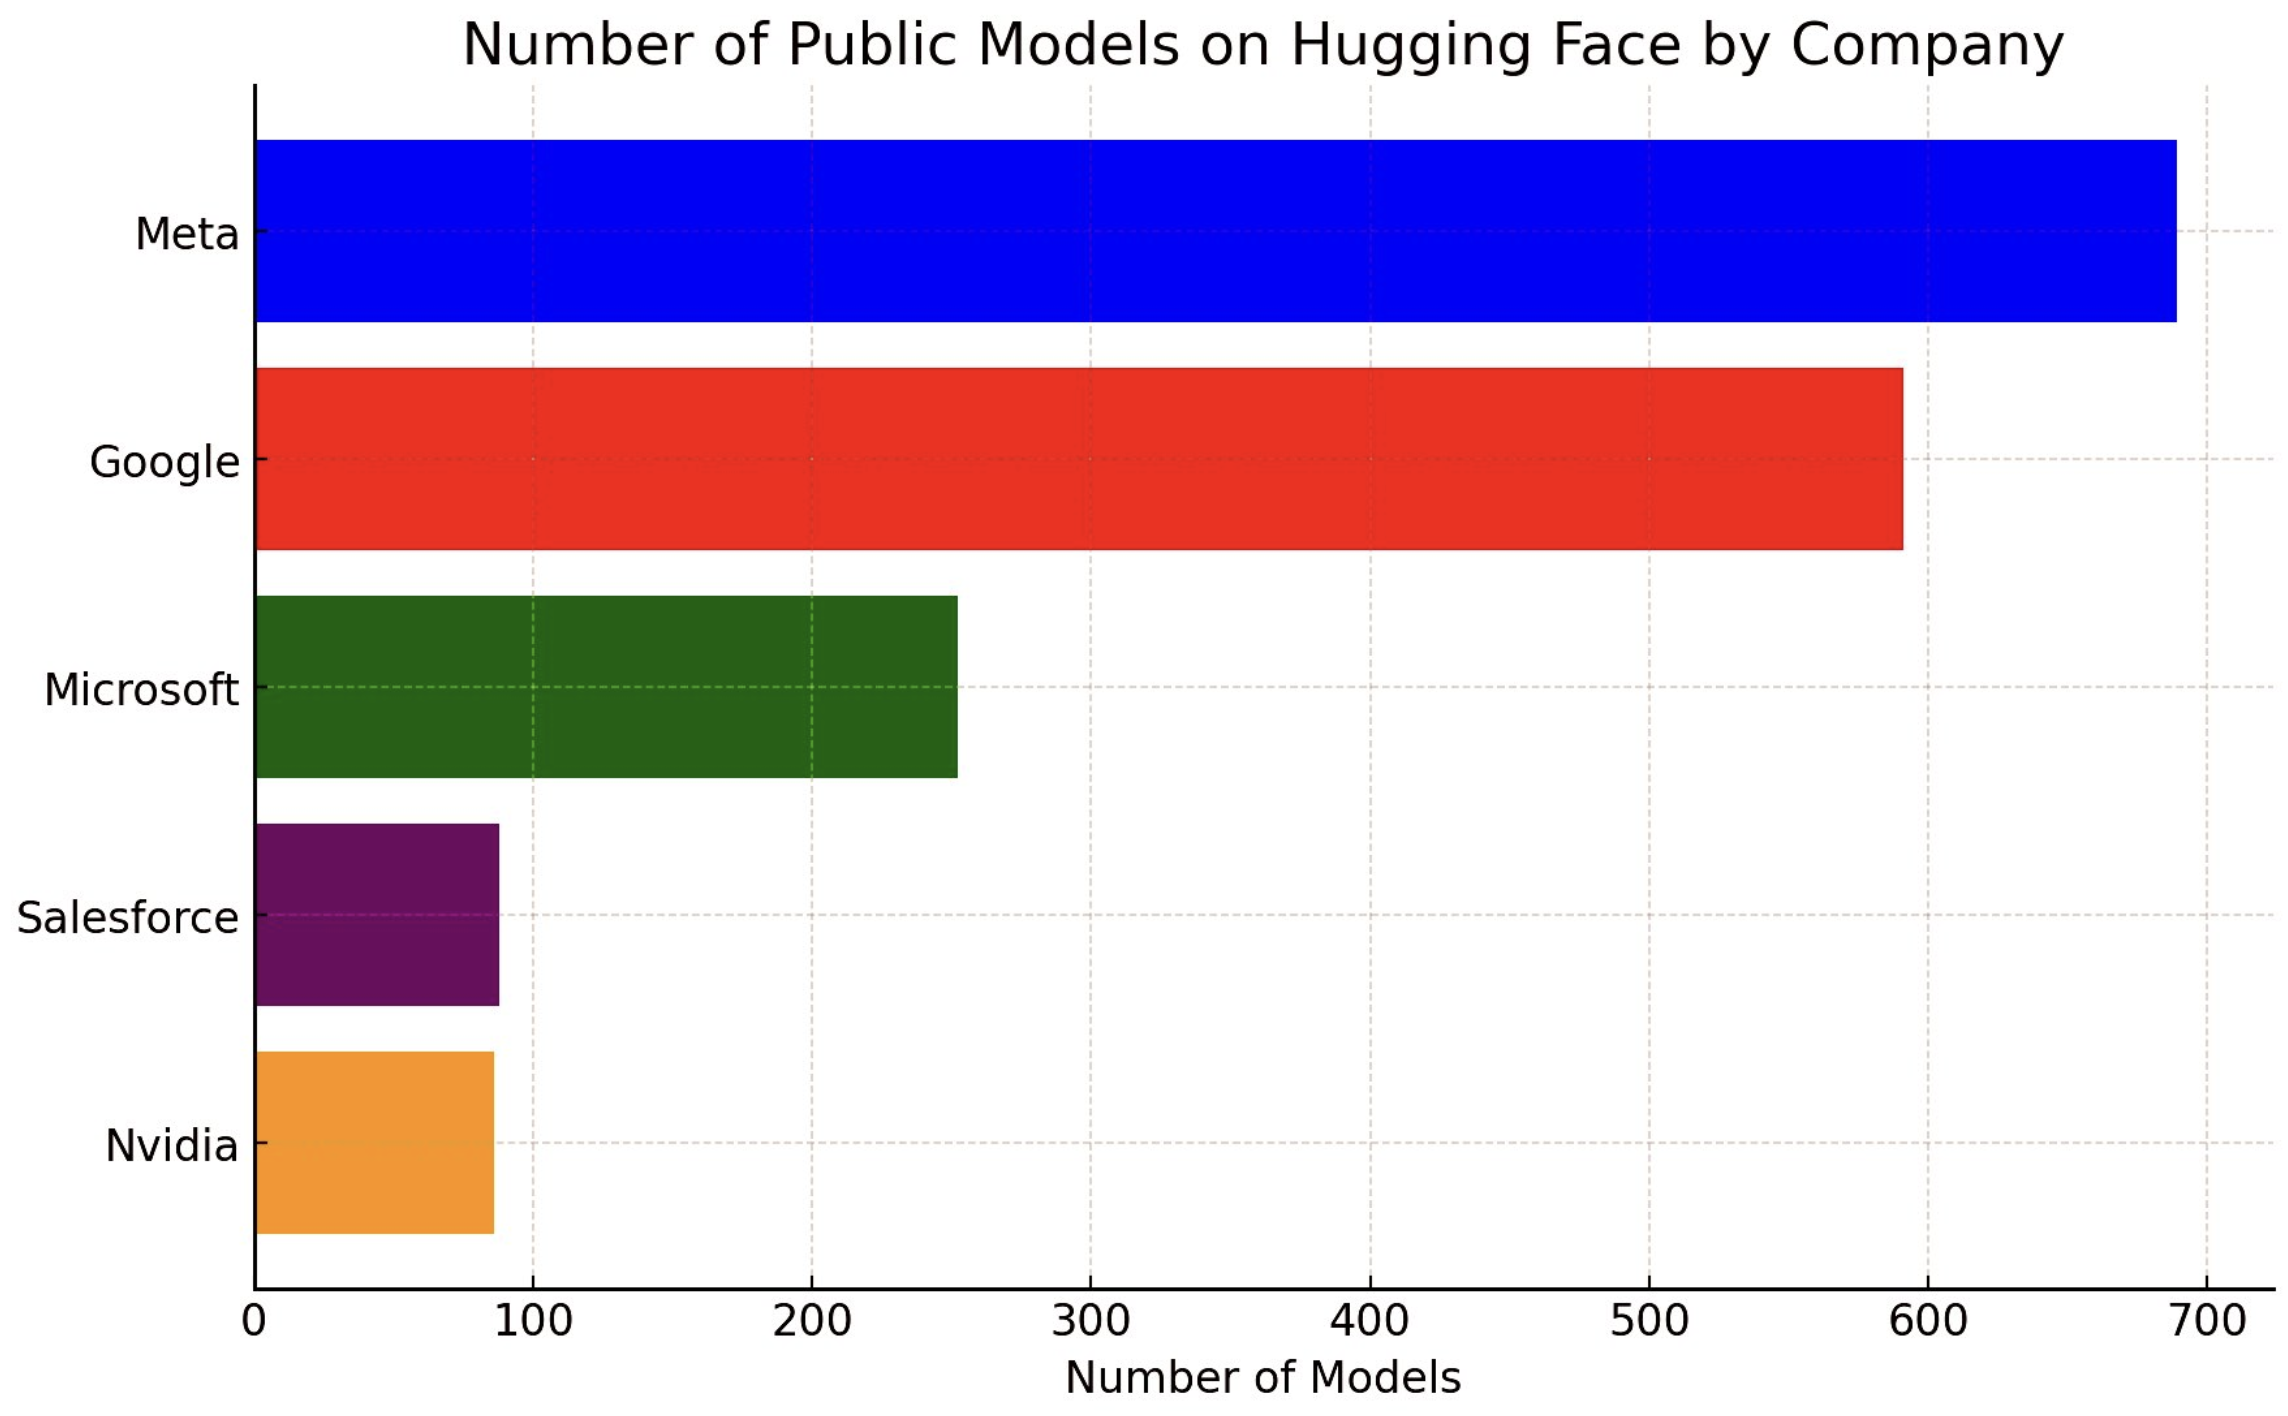 Number of Public Models on Hugging Face by Company
Meta
Google
Microsoft
Salesforce
Nvidia
0 100 200 300 400 500 600 700
Number of Models